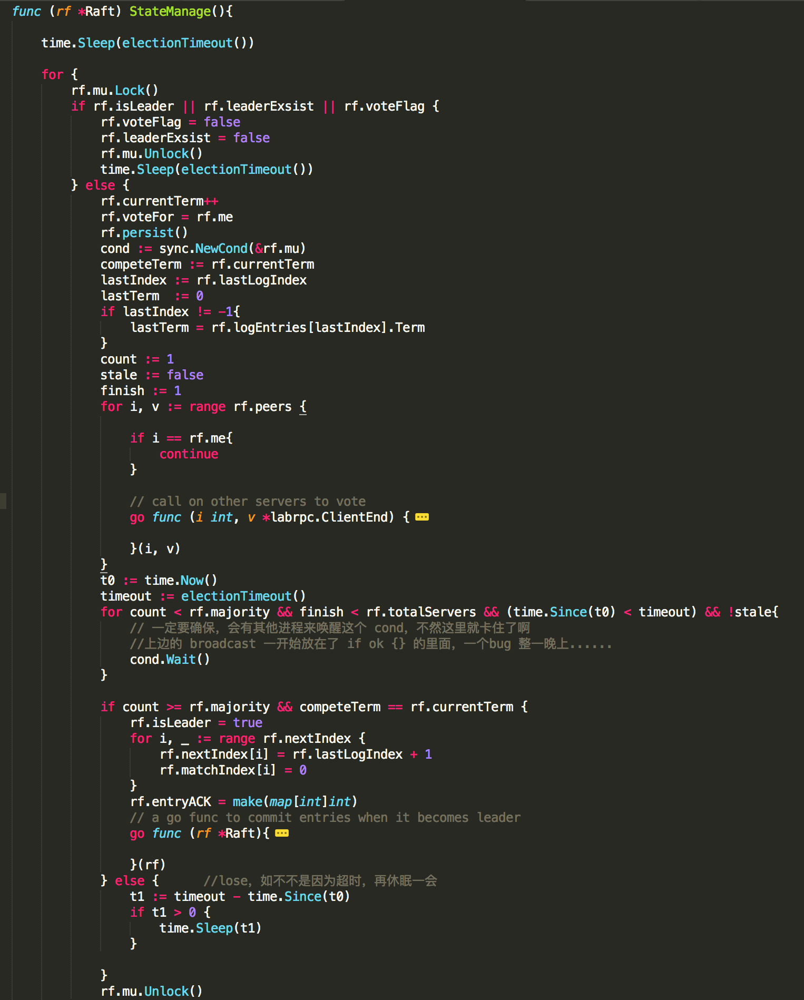 func (rf *Raft) StateManage(){
time.Sleep(electionTimeout())
for {
rf.mu.Lock()
if rf.isLeader || rf.leaderExsist || rf.voteFlag {
rf.voteFlag = false
rf.leaderExsist = false
rf.mu.Unlock()
time.Sleep(electionTimeout())
} else {
rf.currentTerm++
rf.voteFor = rf.me
rf.persist()
cond := sync.NewCond(&rf.mu)
competeTerm := rf.currentTerm
lastIndex := rf.lastLogIndex
lastTerm  := 0
if lastIndex != -1{
lastTerm = rf.logEntries[lastIndex].Term
}
count := 1
stale := false
finish := 1
for i, v := range rf.peers {
if i == rf.me{
continue
}
// call on other servers to vote
go func (i int, v *labrpc.ClientEnd) {
}(i, v)
}
t0 := time.Now()
timeout := electionTimeout()
for count < rf.majority && finish < rf.totalServers && (time.Since(t0) < timeout) && !stale{
// 一定要确保，会有其他进程来唤醒这个 cond，不然这里就卡住了啊
//上边的 broadcast 一开始放在了 if ok {} 的里面，一个bug 整一晚上......
cond.Wait()
}
if count >= rf.majority && competeTerm == rf.currentTerm {
rf.isLeader = true
for i, _ := range rf.nextIndex {
rf.nextIndex[i] = rf.lastLogIndex + 1
rf.matchIndex[i] = 0
}
rf.entryACK = make(map[int]int)
// a go func to commit entries when it becomes leader
go func (rf *Raft){
}(rf)
} else {      //lose，如不不是因为超时，再休眠一会
t1 := timeout - time.Since(t0)
if t1 > 0 {
time.Sleep(t1)
}
}
rf.mu.Unlock()